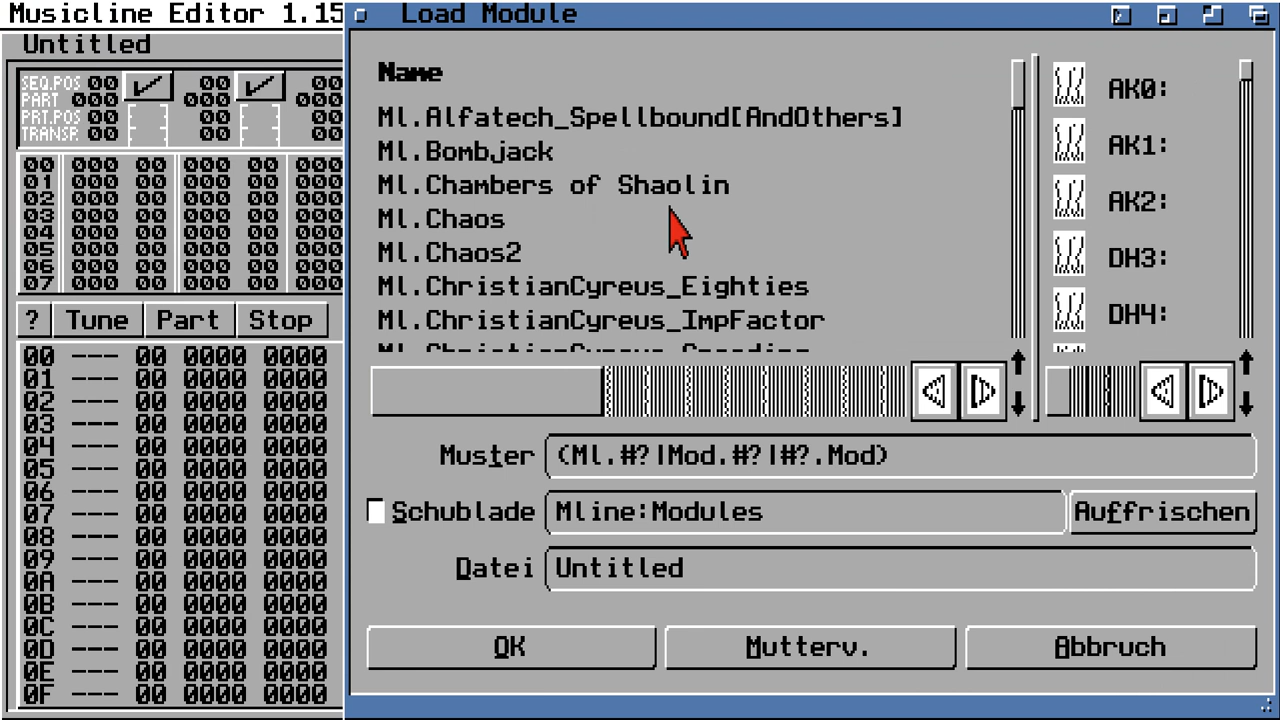 Musicline Editor 1.15
Untitled
SEQ.POS 00 00 00
PART 000 000 000
PRT.POS 00 00 00
TRANSP. 00 00 00
00 000 00 000 00 000
01 000 00 000 00 000
02 000 00 000 00 000
03 000 00 000 00 000
04 000 00 000 00 000
05 000 00 000 00 000
06 000 00 000 00 000
07 000 00 000 00 000
? Tune Part Stop
00 --- 00 0000 0000
01 --- 00 0000 0000
02 --- 00 0000 0000
03 --- 00 0000 0000
04 --- 00 0000 0000
05 --- 00 0000 0000
06 --- 00 0000 0000
07 --- 00 0000 0000
08 --- 00 0000 0000
09 --- 00 0000 0000
0A --- 00 0000 0000
0B --- 00 0000 0000
0C --- 00 0000 0000
0D --- 00 0000 0000
0E --- 00 0000 0000
0F --- 00 0000 0000
Load Module
Name
Ml.Alfatech_Spellbound[AndOthers]
Ml.Bombjack
Ml.Chambers of Shaolin
Ml.Chaos
Ml.Chaos2
Ml.ChristianCyreus_Eighties
Ml.ChristianCyreus_ImpFactor
AK0:
AK1:
AK2:
DH3:
DH4:
Muster (Ml.#?|Mod.#?|#?.Mod)
Schublade Mline:Modules Auffrischen
Datei Untitled
OK Mutterv. Abbruch